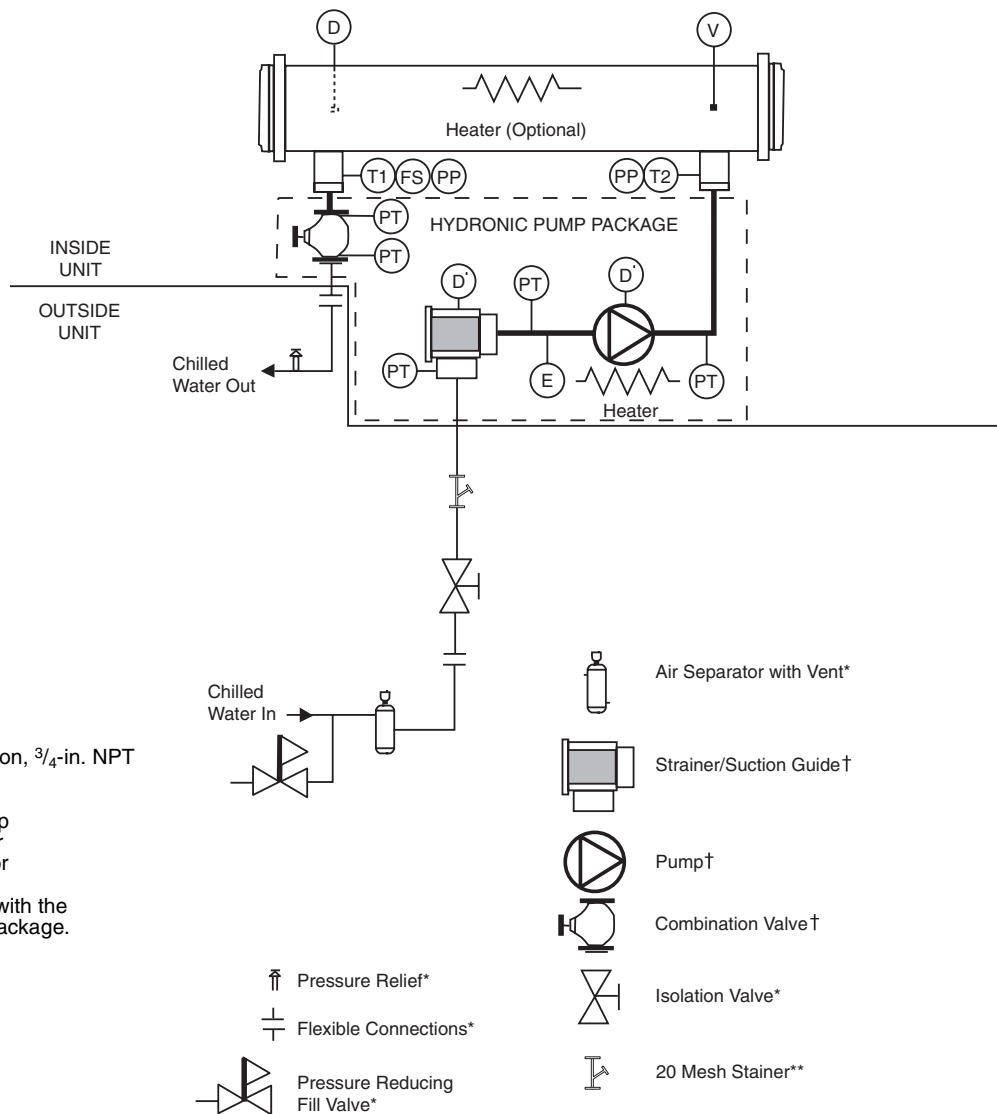 D
V
Heater (Optional)
T1 FS PP
PP T2
PT
HYDRONIC PUMP PACKAGE
PT
INSIDE
UNIT
OUTSIDE
UNIT
D'
PT
D'
Chilled
Water Out
PT
E
PT
Heater
Chilled
Water In
on, 3/4-in. NPT
p
r
or
with the
ackage.
Air Separator with Vent*
Strainer/Suction Guide†
Pump†
Combination Valve†
Pressure Relief*
Isolation Valve*
Flexible Connections*
20 Mesh Stainer**
Pressure Reducing
Fill Valve*